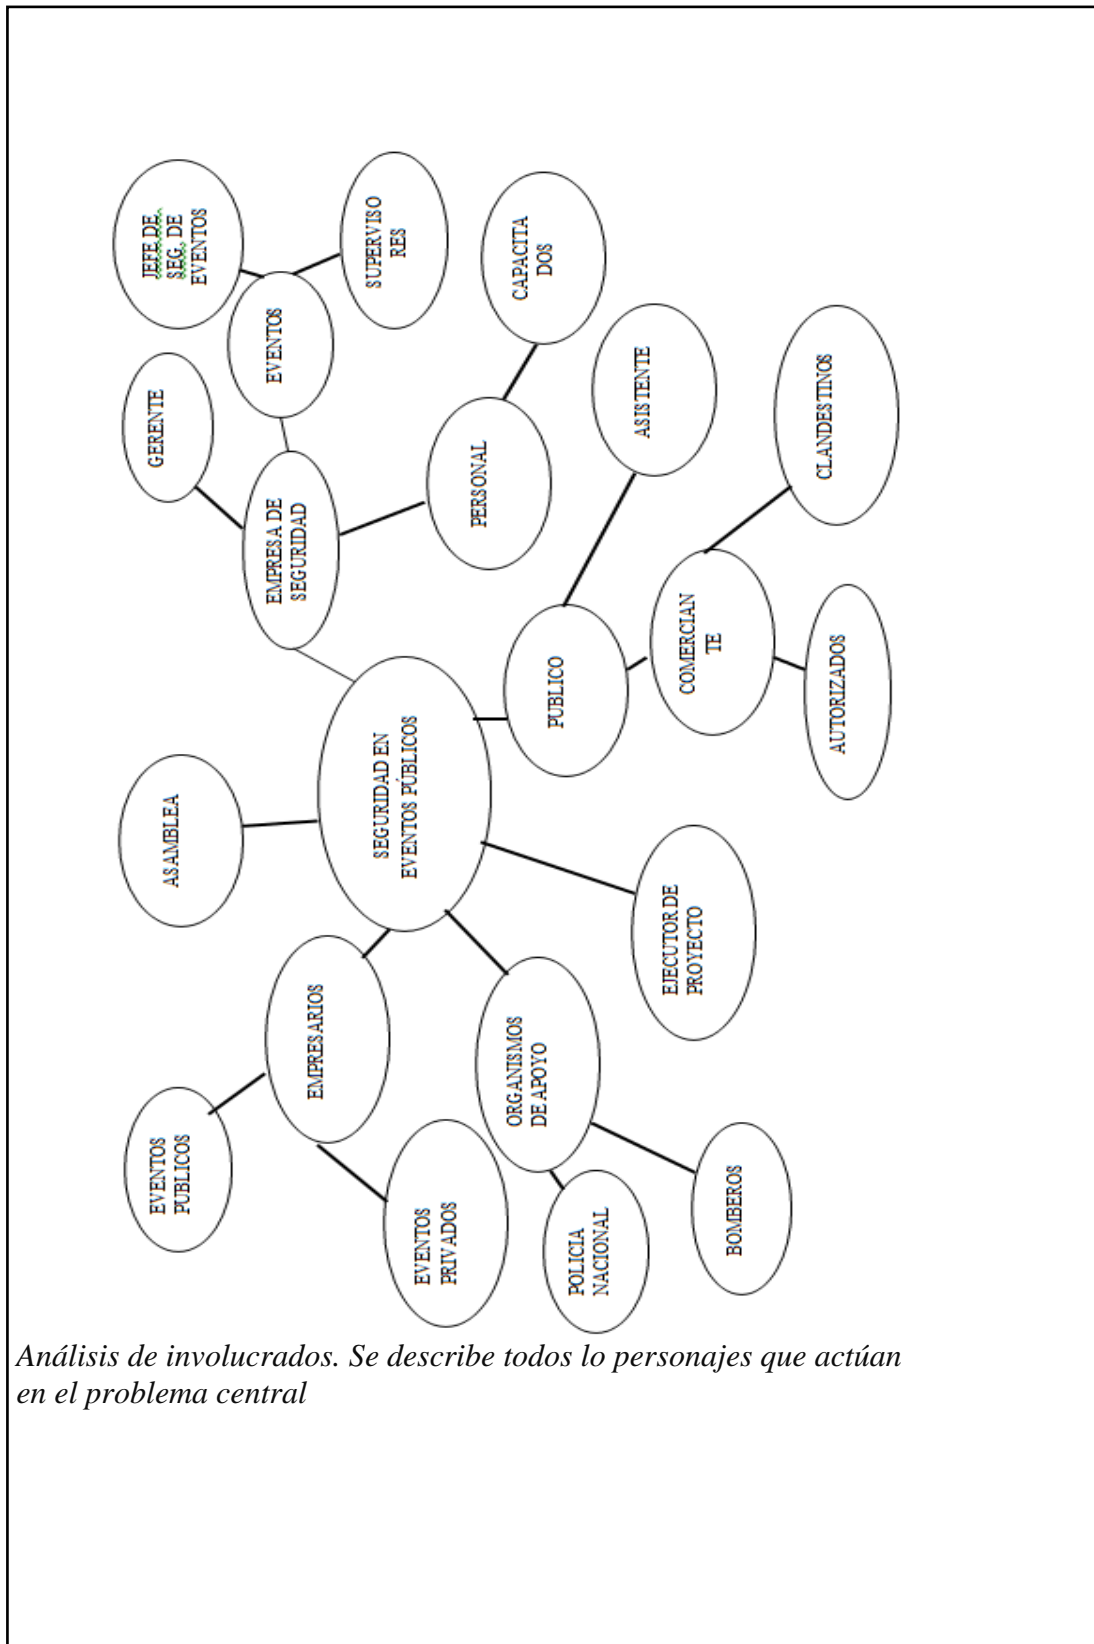 EVENTOS
PUBLICOS
EMPRESARIOS
EVENTOS
PRIVADOS
ASAMBLEA
SEGURIDAD EN
EVENTOS PÚBLICOS
ORGANISMOS
DE APOYO
POLICIA
NACIONAL
BOMBEROS
EJECUTOR DE
PROYECTO
GERENTE
EMPRESA DE
SEGURIDAD
JEFE DE
SEG. DE
EVENTOS
EVENTOS
SUPERVISO
RES
PERSONAL
CAPACITA
DOS
PUBLICO
ASISTENTE
COMERCIAN
TE
CLANDESTINOS
AUTORIZADOS
Análisis de involucrados. Se describe todos lo personajes que actúan
en el problema central